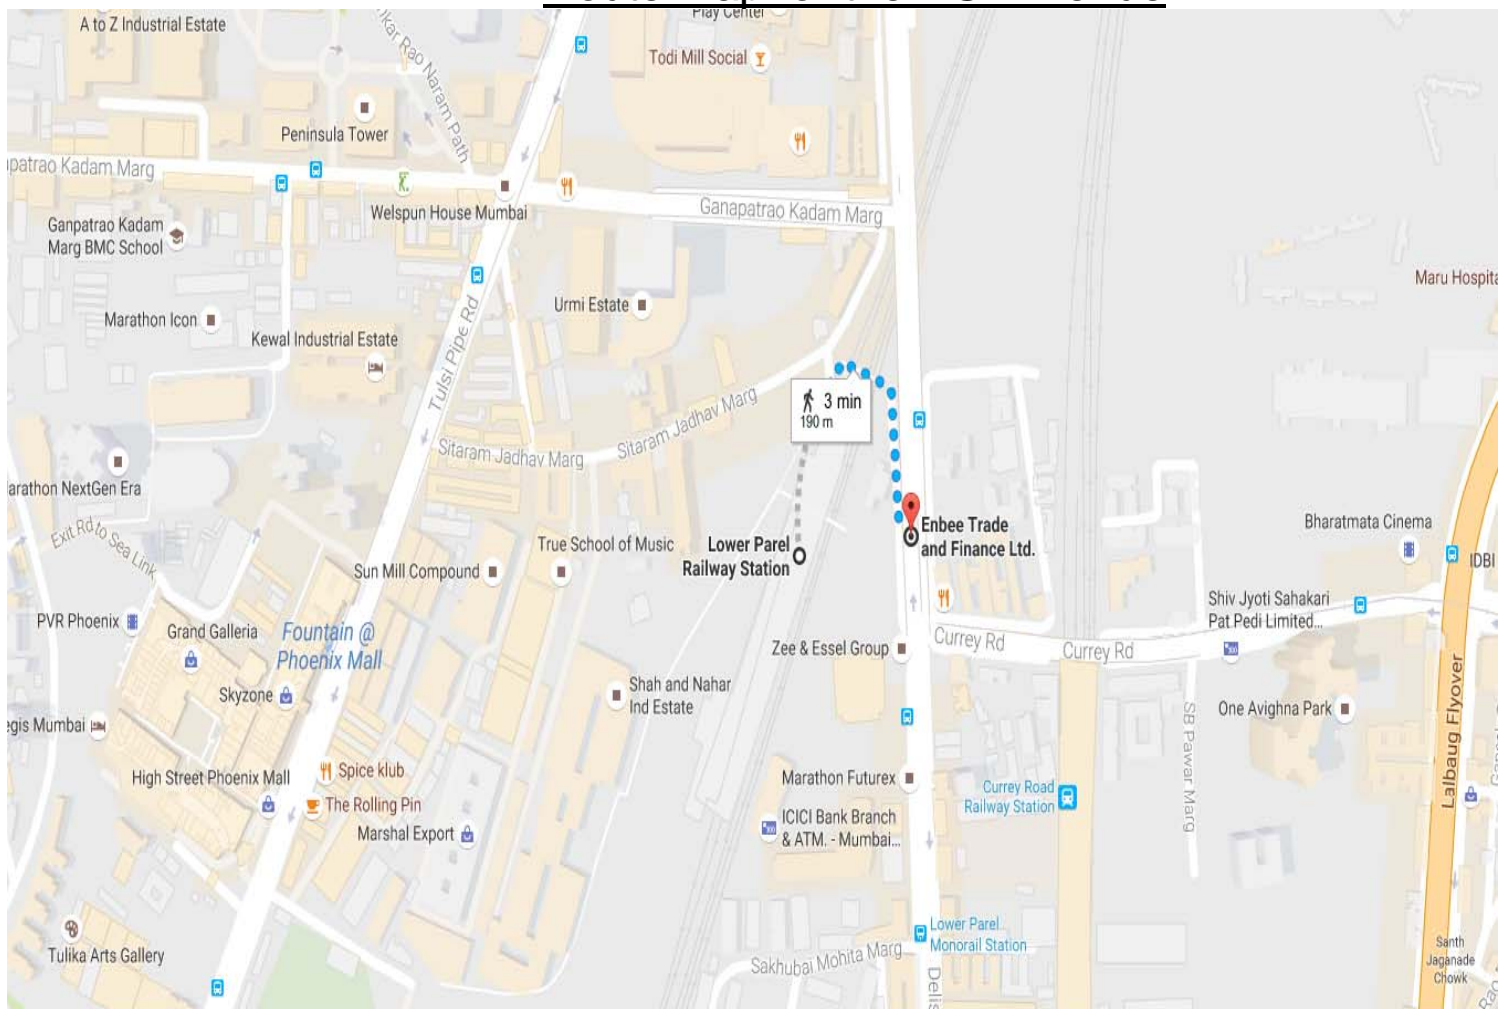 A to Z Industrial Estate
Play Center
Todi Mill Social
Rao Naram Path
Peninsula Tower
Kadam Marg
Welspun House Mumbai
Ganapatrao Kadam Marg
Ganpatrao Kadam
Marg BMC School
Maru
Urmi Estate
Marathon Icon
Tulsi Pipe Rd
Kewal Industrial Estate
3 min
190 m
Sitaram Jadhav Marg
Sitaram Jadhav Marg
NextGen Era
Exit Rd to Sea Link
Enbee Trade
and Finance Ltd.
Bharatmata Cinema
True School of Music
Lower Parel
Railway Station
Sun Mill Compound
IDBI
Shiv Jyoti Sahakari
Pat Pedi Limited...
PVR Phoenix
Grand Galleria
Fountain @
Phoenix Mall
Zee & Essel Group
Currey Rd
Currey Rd
Skyzone
Shah and Nahar
Ind Estate
One Avighna Park
SB Pawar Marg
Lalbaug Flyover
Mumbai
High Street Phoenix Mall
Spice klub
Marathon Futurex
Currey Road
Railway Station
The Rolling Pin
Marshal Export
ICICI Bank Branch
& ATM. - Mumbai...
Tulika Arts Gallery
Lower Parel
Monorail Station
Sakhubai Mohita Marg
Santh
Jaganade
Chowk